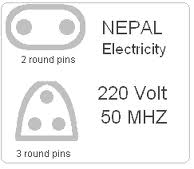 NEPAL
Electricity
2 round pins
220 Volt
50 MHZ
3 round pins